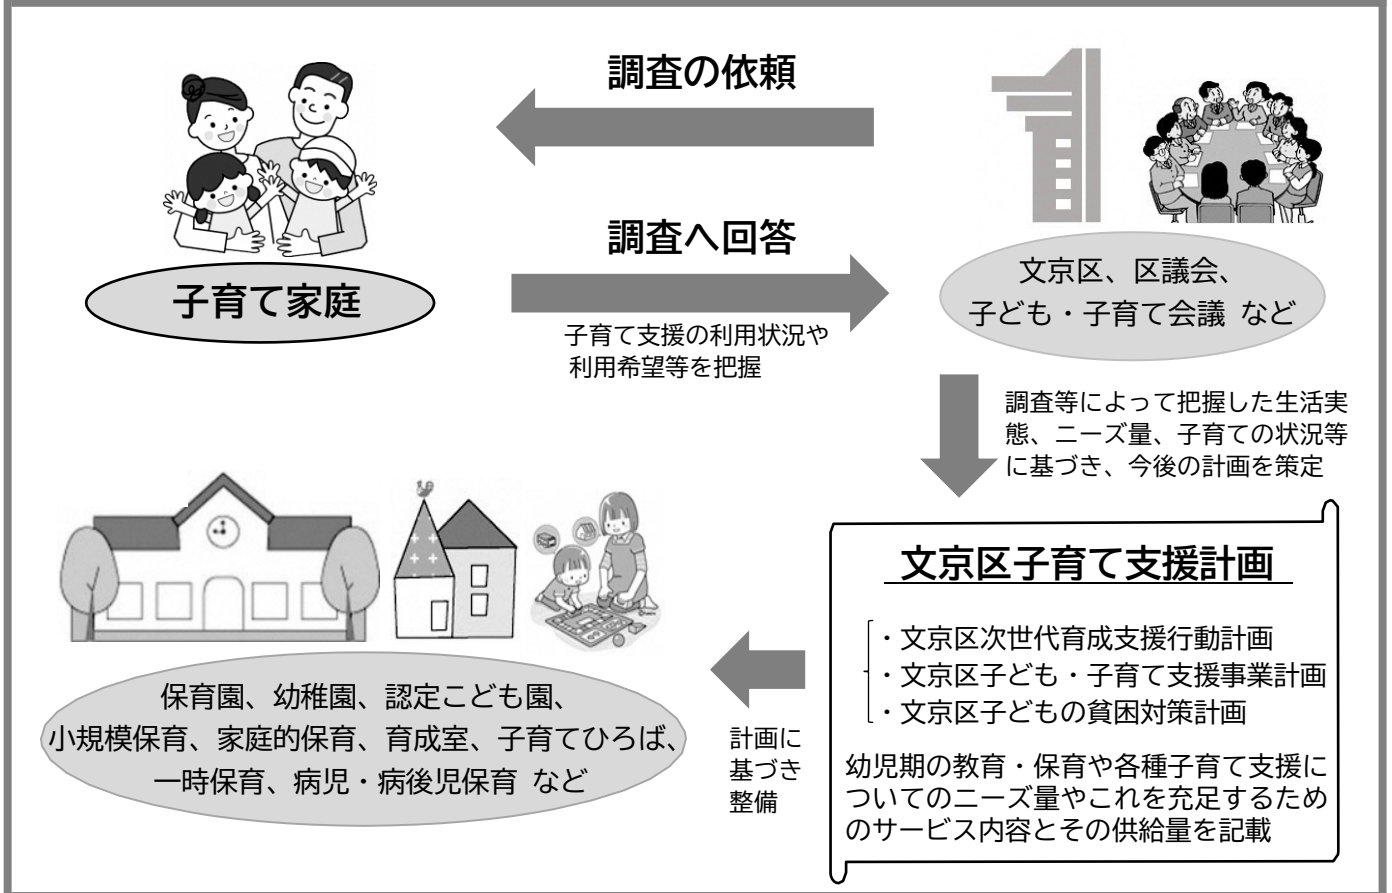 調査の依頼
調査へ回答
子育て家庭
子育て支援の利用状況や
利用希望等を把握
文京区、区議会、
子ども・子育て会議 など
調査等によって把握した生活実
態、ニーズ量、子育ての状況等
に基づき、今後の計画を策定
文京区子育て支援計画
・文京区次世代育成支援行動計画
・文京区子ども・子育て支援事業計画
・文京区子どもの貧困対策計画
幼児期の教育・保育や各種子育て支援に
ついてのニーズ量やこれを充足するため
のサービス内容とその供給量を記載
計画に
基づき
整備
保育園、幼稚園、認定こども園、
小規模保育、家庭的保育、育成室、子育てひろば、
一時保育、病児・病後児保育 など